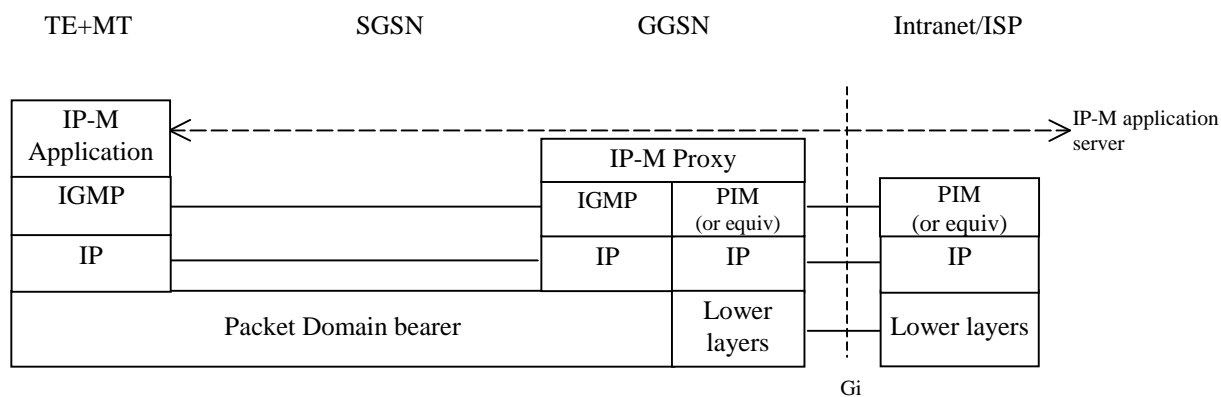 TE+MT
SGSN
GGSN
Intranet/ISP
IP-M
Application
IP-M application
server
IP-M Proxy
IGMP
IGMP
PIM
(or equiv)
PIM
(or equiv)
IP
IP
IP
IP
Packet Domain bearer
Lower
layers
Lower layers
Gi